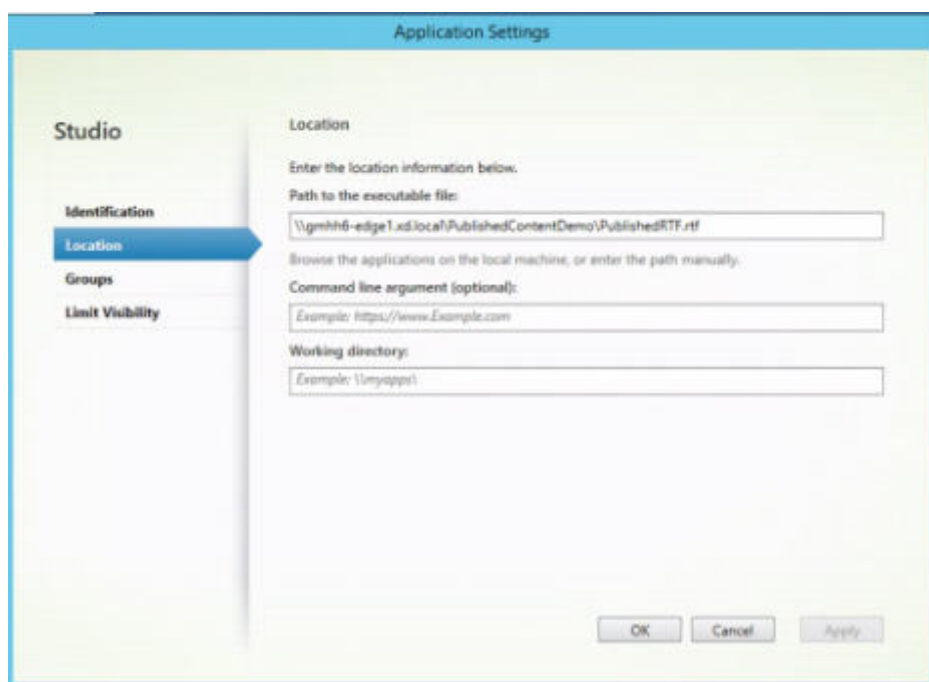 Application Settings
Studio
Identification
Location
Groups
Limit Visibility
Location
Enter the location information below.
Path to the executable file:
\\gmhh6-edge1.xd.local\PublishedContentDemo\PublishedRTF.rtf
Browse the applications on the local machine, or enter the path manually.
Command line argument (optional):
Example: https://www.Example.com
Working directory:
Example: \\myapps\
OK
Cancel
Apply